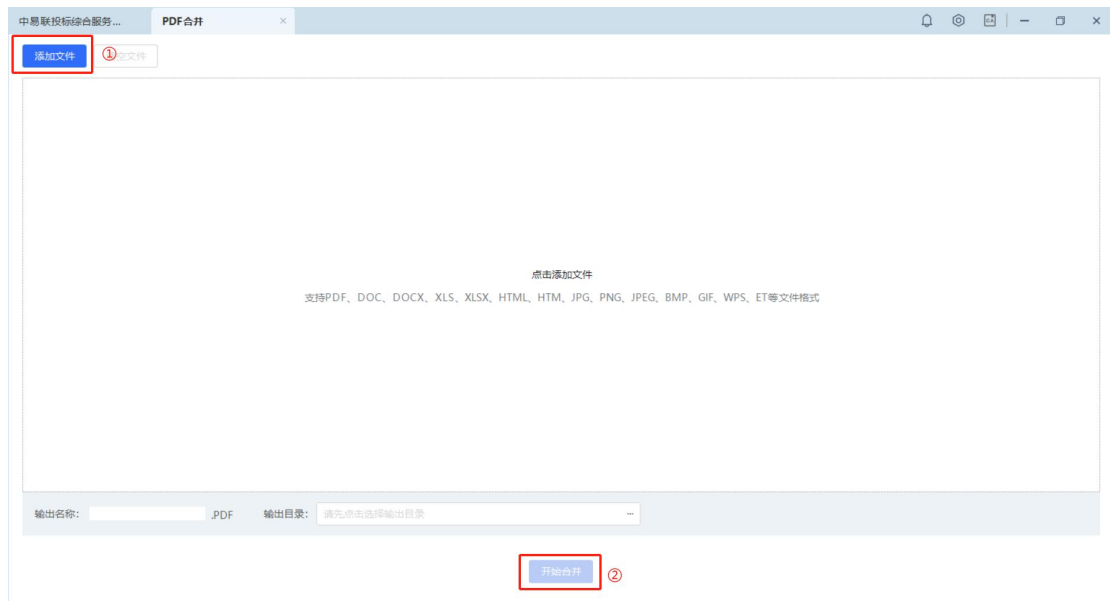 中易联投标综合服务... PDF合并
添加文件 ① 空文件
点击添加文件
支持PDF、DOC、DOCX、XLS、XLSX、HTML、HTM、JPG、PNG、JPEG、BMP、GIF、WPS、ET等文件格式
输出名称: .PDF 输出目录: 请先点击选择输出目录 ...
开始合并 ②